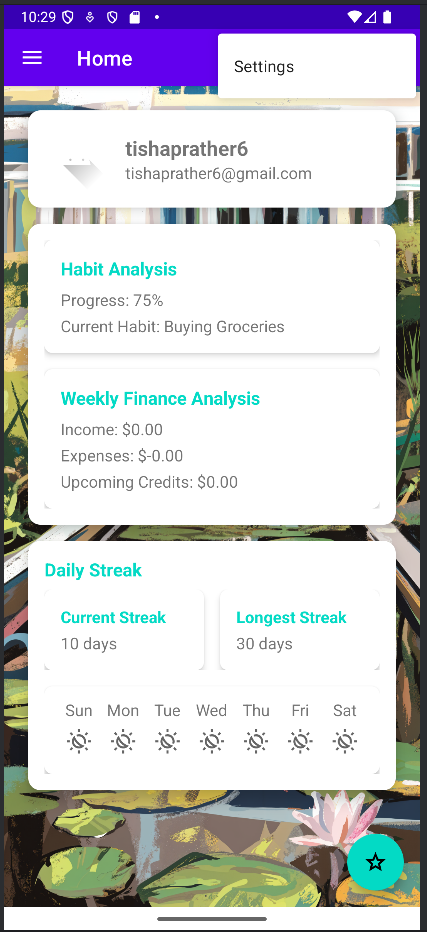 10:29
Home
Settings
tishaprather6
tishaprather6@gmail.com
Habit Analysis
Progress: 75%
Current Habit: Buying Groceries
Weekly Finance Analysis
Income: $0.00
Expenses: $-0.00
Upcoming Credits: $0.00
Daily Streak
Current Streak Longest Streak
10 days 30 days
Sun Mon Tue Wed Thu Fri Sat